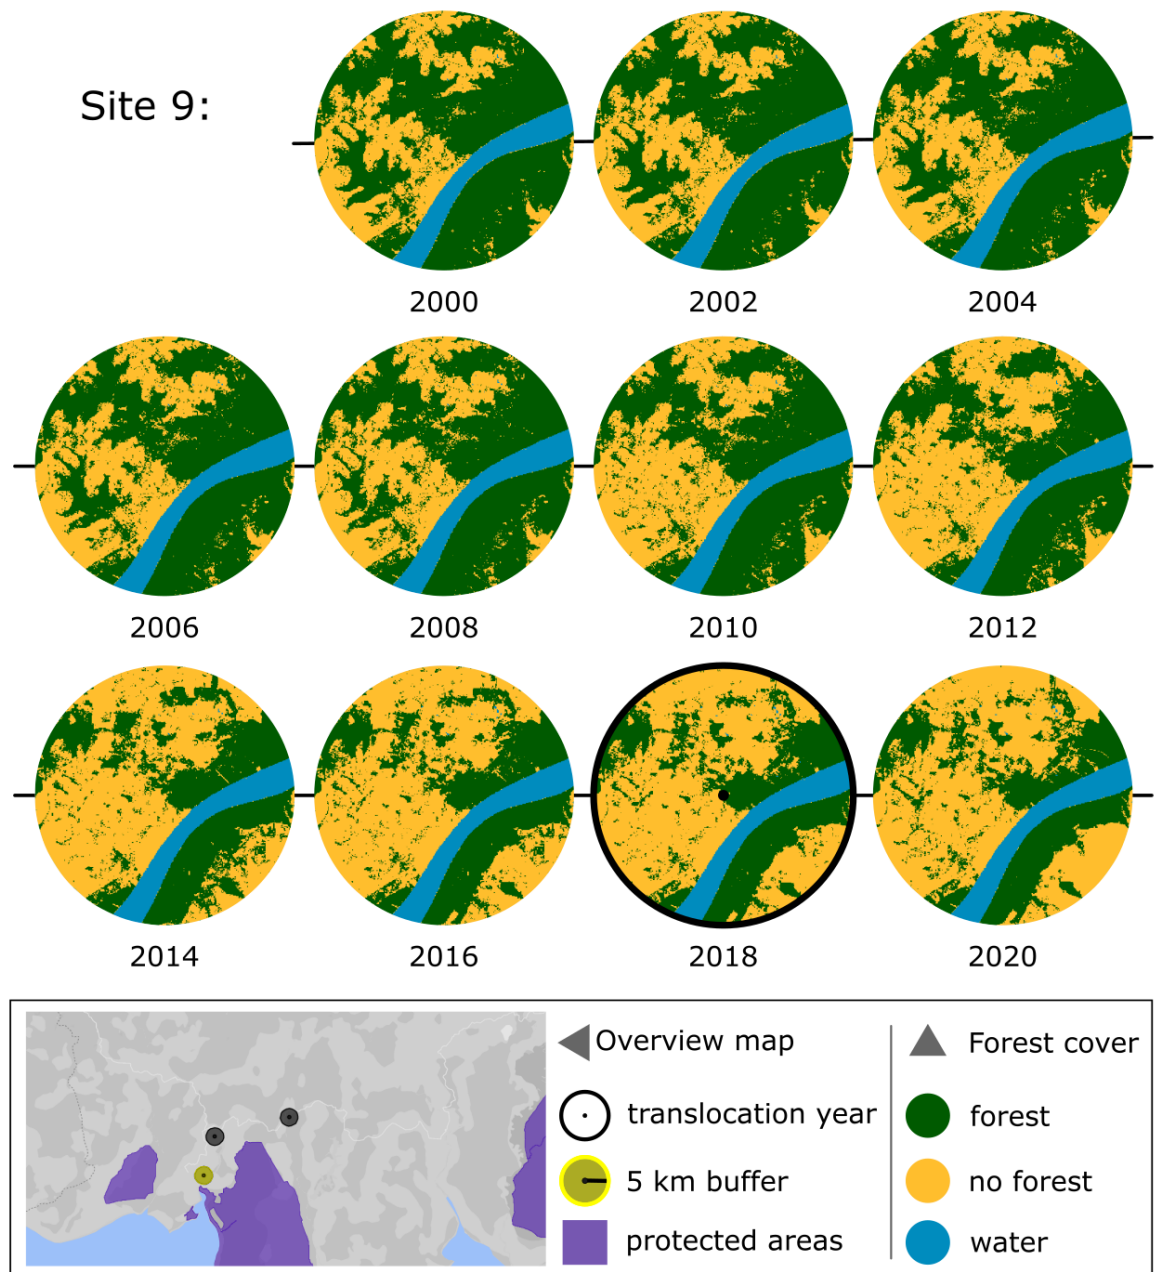 Site 9:
2000
2002
2004
2006
2008
2010
2012
2014
2016
2018
2020
Overview map
Forest cover
translocation year
forest
5 km buffer
no forest
protected areas
water